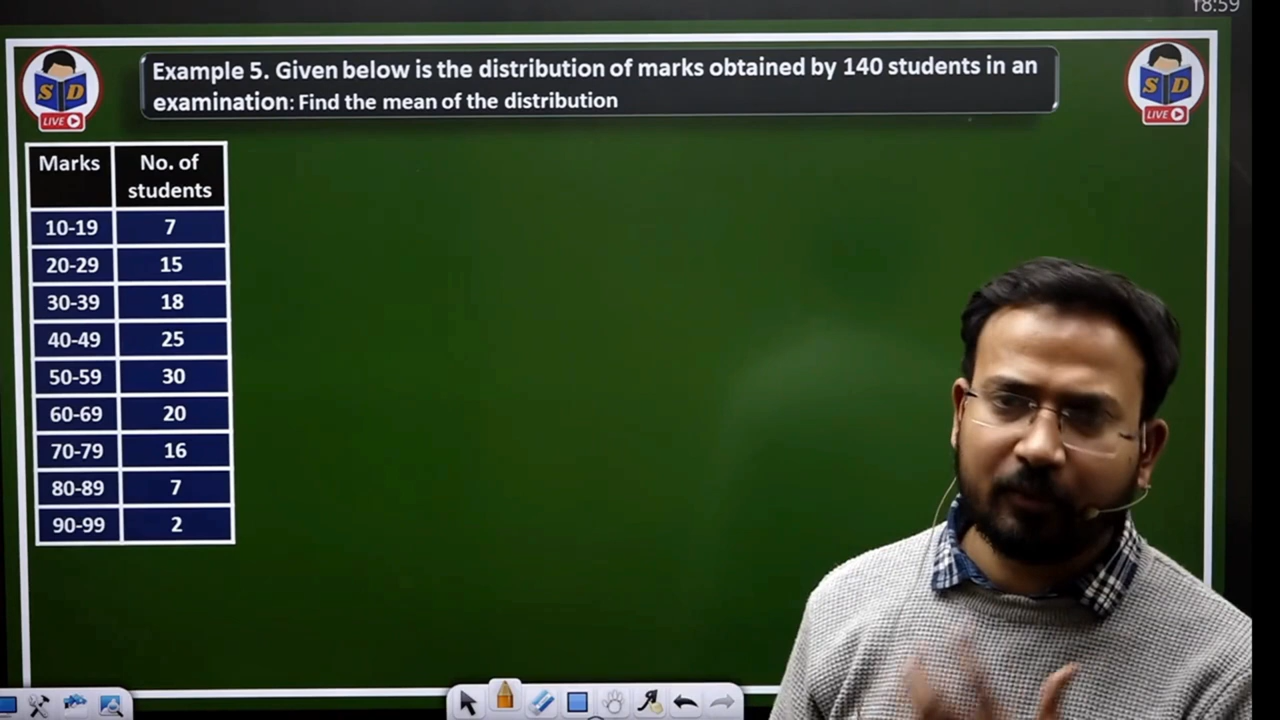 18:59
Example 5. Given below is the distribution of marks obtained by 140 students in an
examination: Find the mean of the distribution
S D
LIVE
S D
LIVE
Marks No. of
students
10-19 7
20-29 15
30-39 18
40-49 25
50-59 30
60-69 20
70-79 16
80-89 7
90-99 2